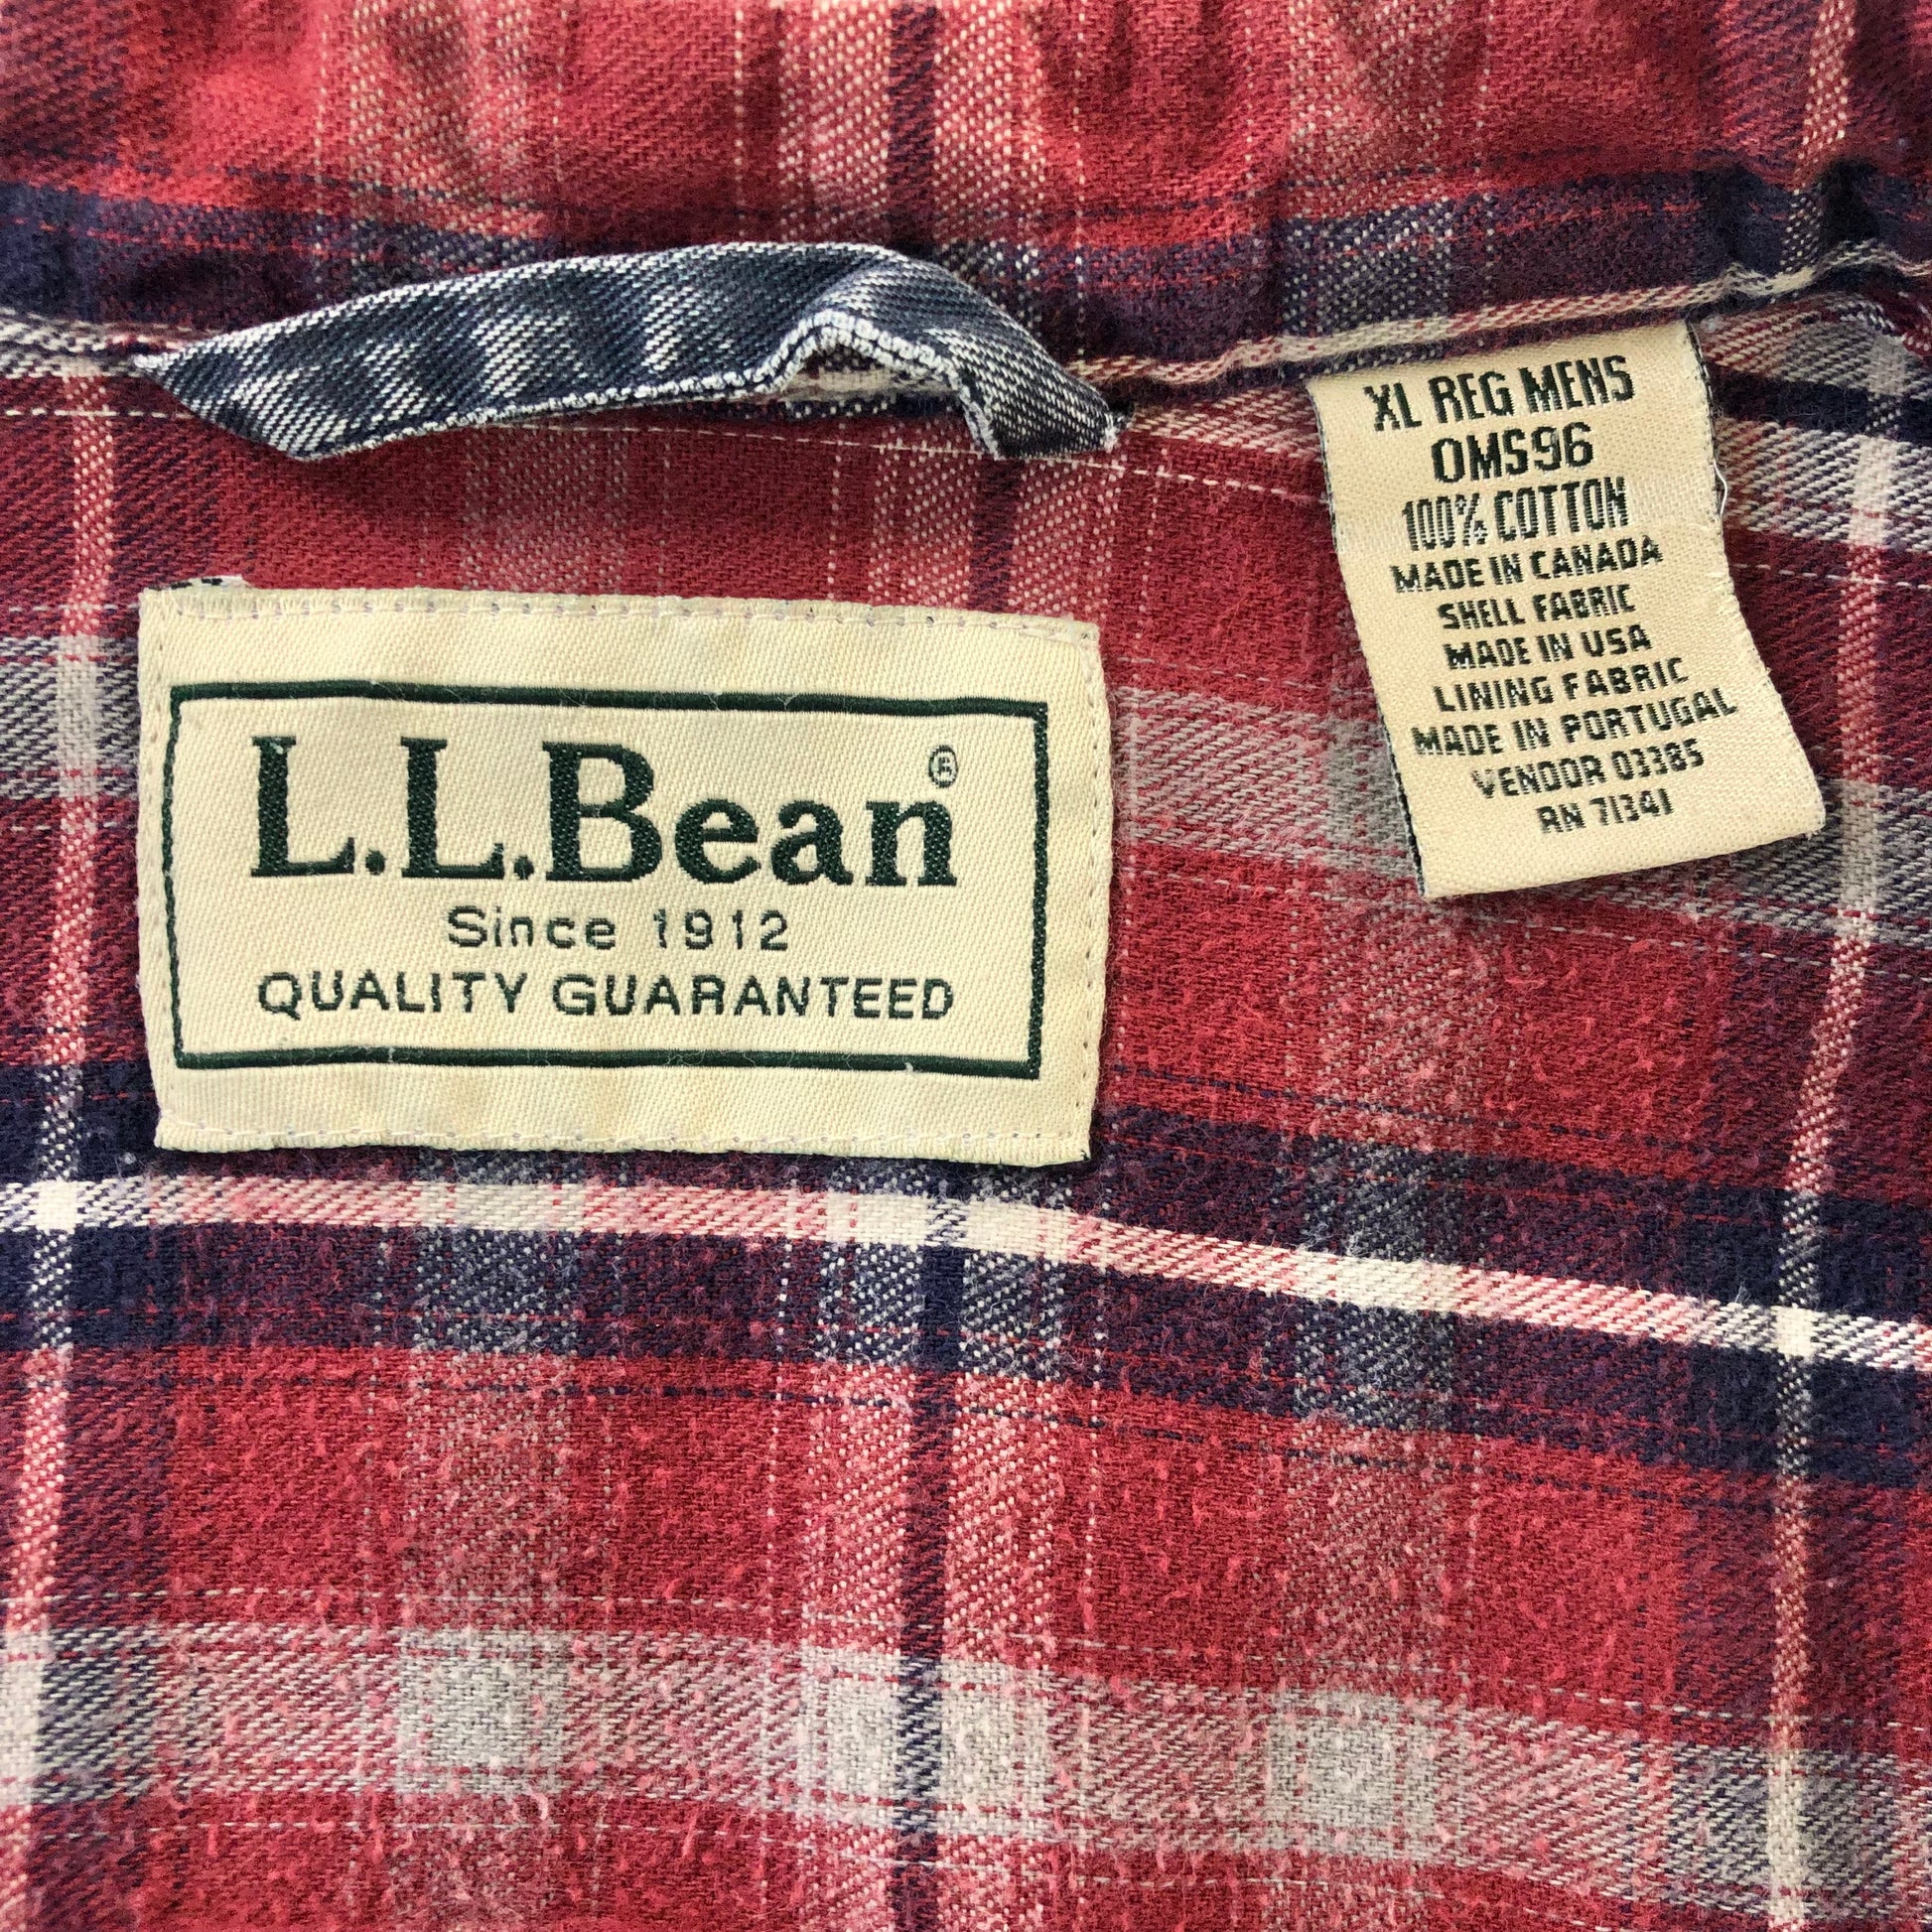 L.L.Bean®
Since 1912
QUALITY GUARANTEED
XL REG MENS
0MS96
100% COTTON
MADE IN CANADA
SHELL FABRIC
MADE IN USA
LINING FABRIC
MADE IN PORTUGAL
VENDOR 03385
RN 71341